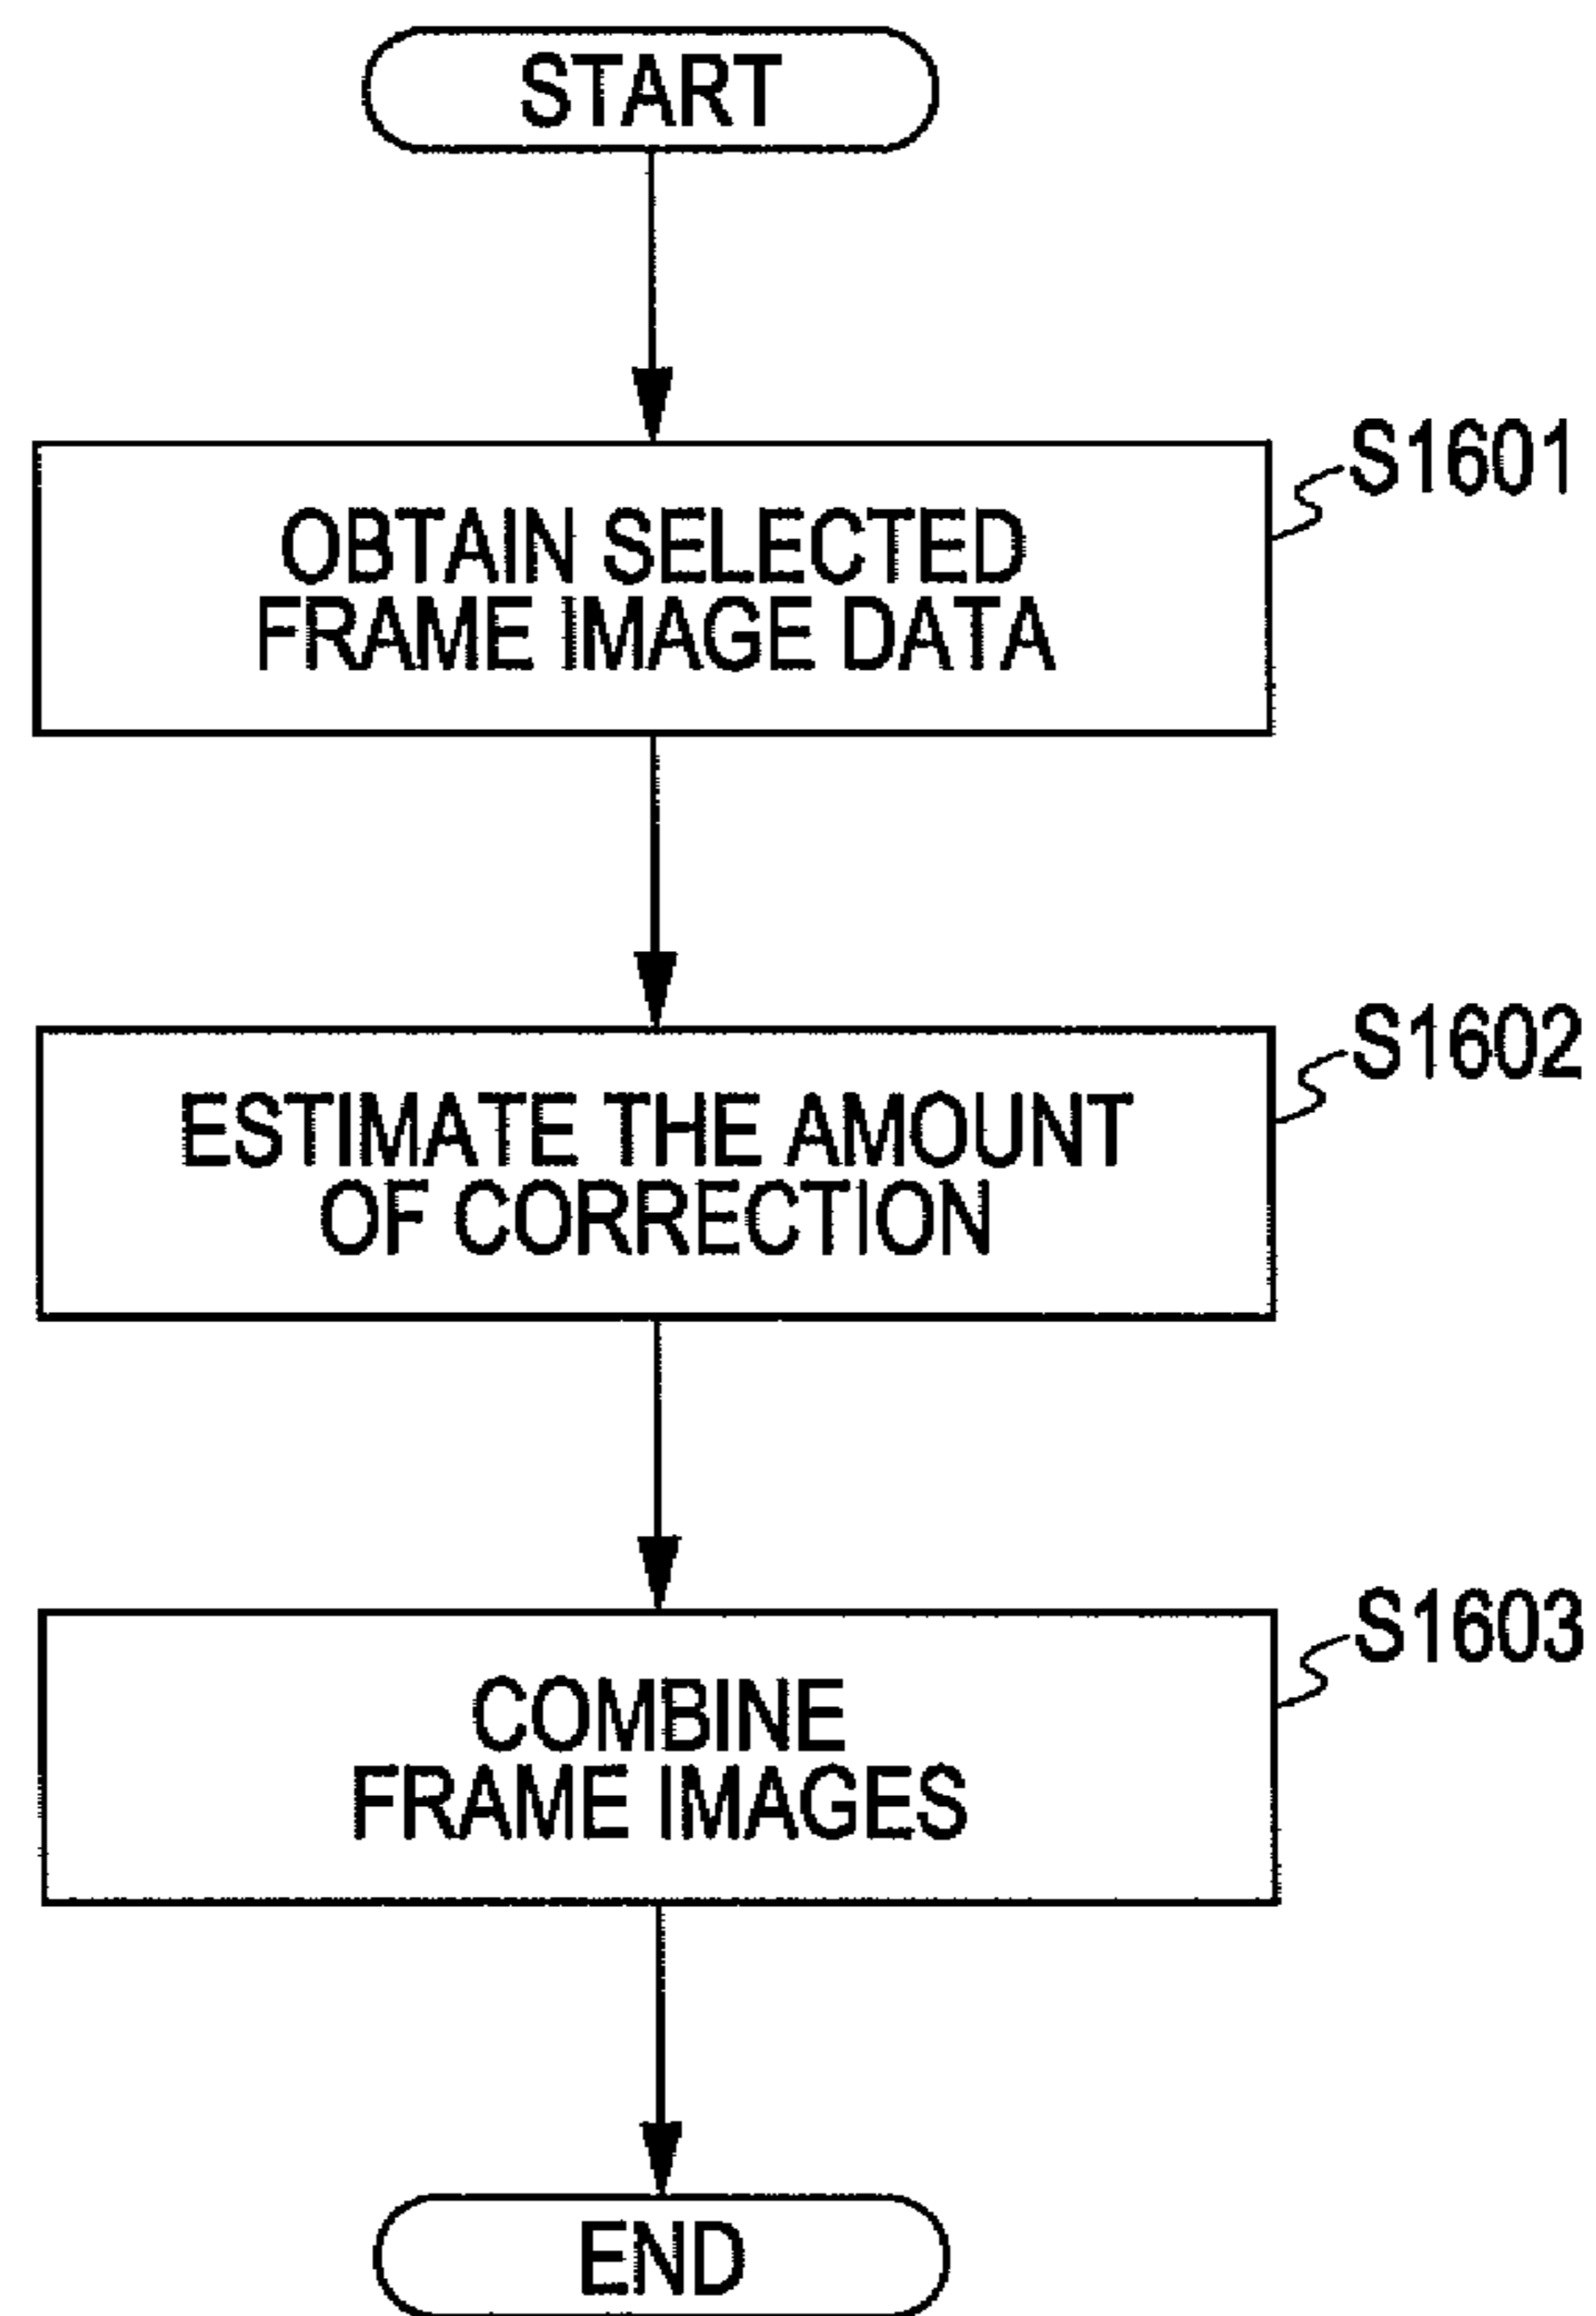 START
S1601
OBTAIN SELECTED
FRAME IMAGE DATA
S1602
ESTIMATE THE AMOUNT
OF CORRECTION
S1603
COMBINE
FRAME IMAGES
END